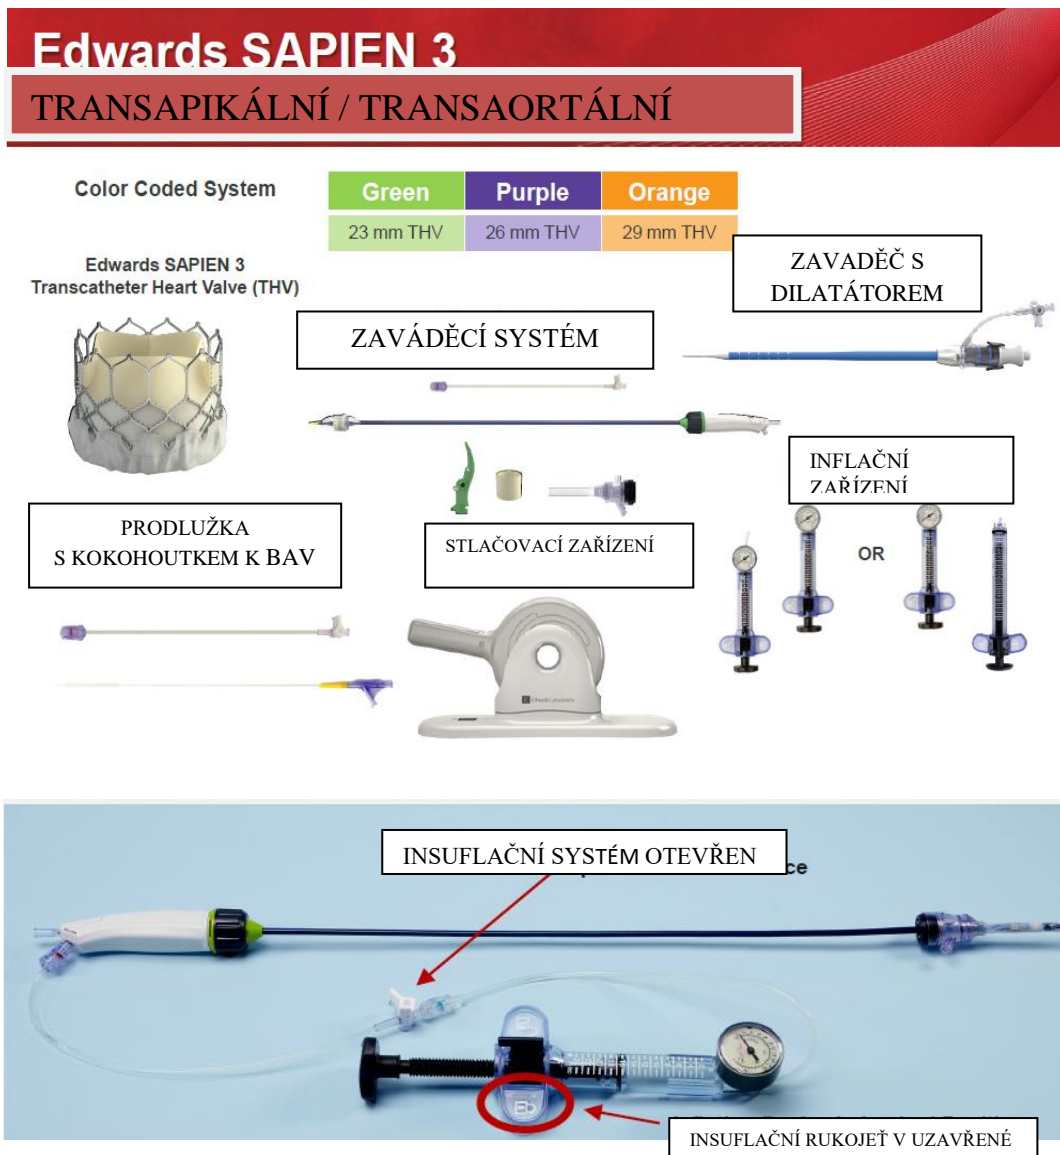 Edwards SAPIEN 3
TRANSAPIKÁLNÍ / TRANSAORTÁLNÍ
Color Coded System
Green
Purple
Orange
23 mm THV
26 mm THV
29 mm THV
Edwards SAPIEN 3
Transcatheter Heart Valve (THV)
ZAVADĚČ S
DILATÁTOREM
ZAVÁDĚCÍ SYSTÉM
INFLAČNÍ
ZAŘÍZENÍ
PRODLUŽKA
S KOKOHOUTKEM K BAV
STLAČOVACÍ ZAŘÍZENÍ
OR
INSUFLAČNÍ SYSTÉM OTEVŘEN
ce
INSUFLAČNÍ RUKOJEŤ V UZAVŘENÉ